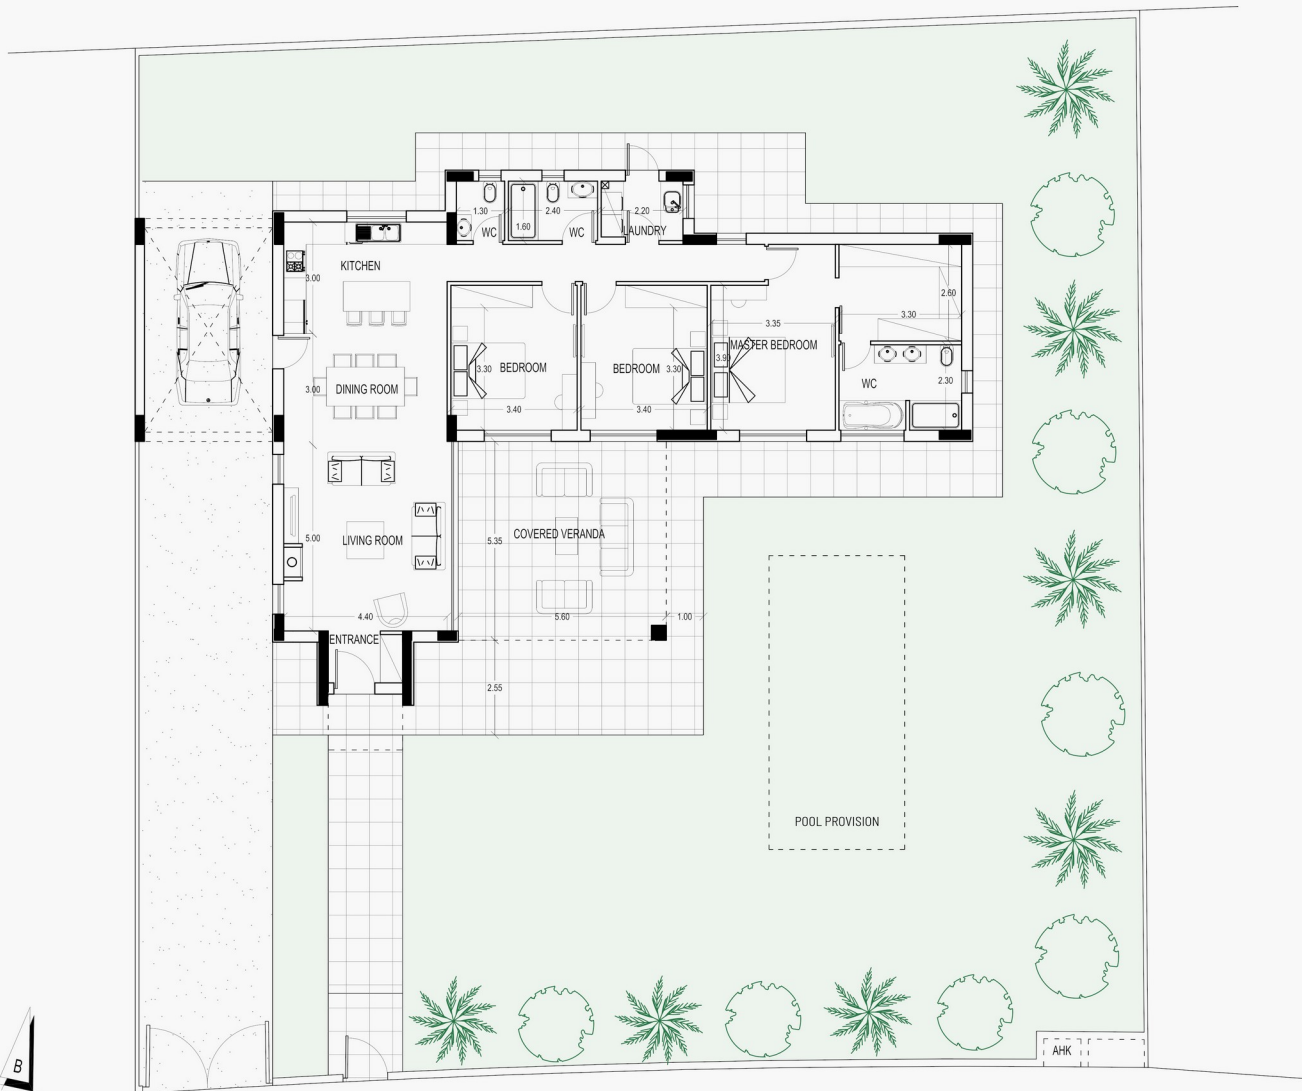 1.30
2.40
2.20
1.60
WC
WC
LAUNDRY
KITCHEN
3.00
2.60
3.30
3.35
MASTER BEDROOM
3.90
BEDROOM
3.30
BEDROOM
3.30
WC
2.30
3.00
DINING ROOM
3.40
3.40
COVERED VERANDA
5.00
LIVING ROOM
5.35
4.40
5.60
1.00
ENTRANCE
2.55
POOL PROVISION
AHK
B